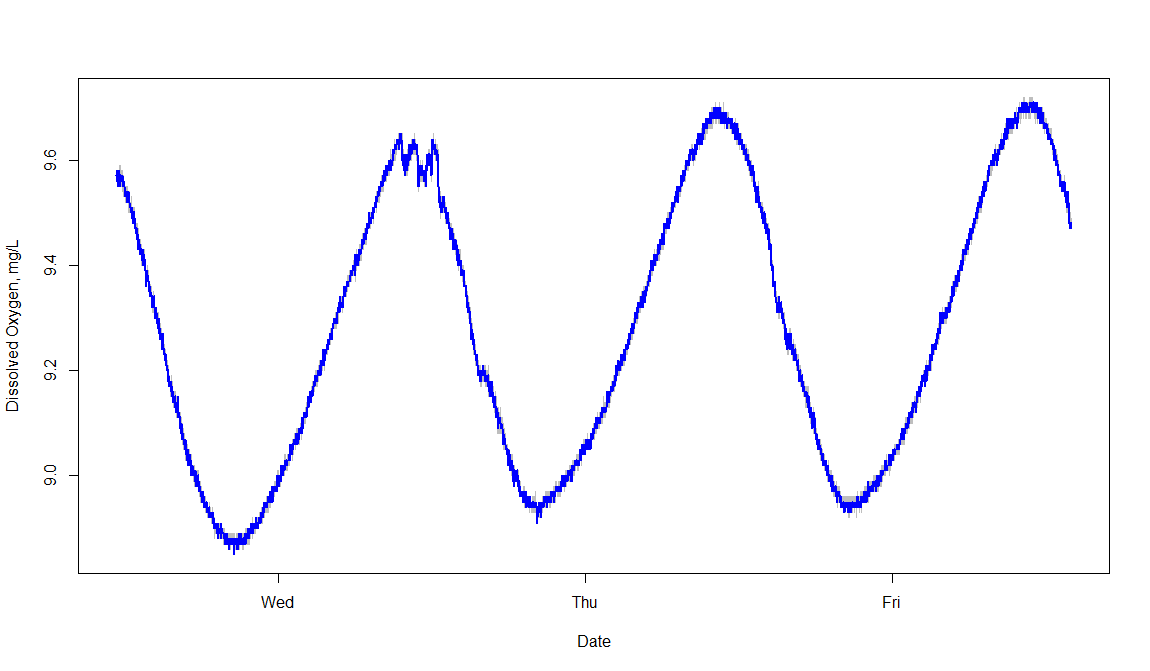 Dissolved Oxygen, mg/L
9.6
9.4
9.2
9.0
Wed Thu Fri
Date